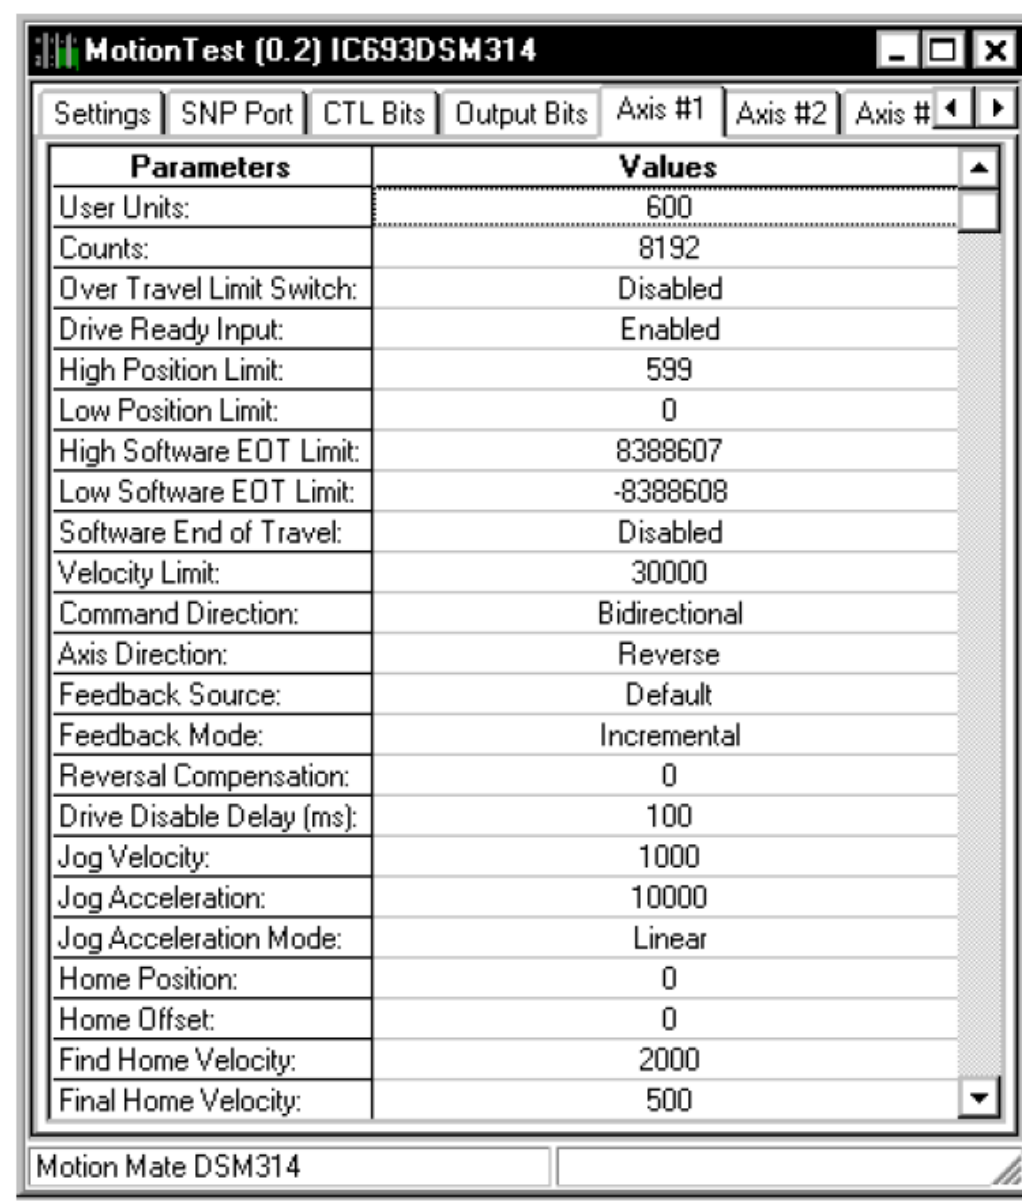 MotionTest (0.2) IC693DSM314
Settings SNP Port CTL Bits Output Bits Axis #1 Axis #2 Axis #
Parameters Values
User Units: 600
Counts: 8192
Over Travel Limit Switch: Disabled
Drive Ready Input: Enabled
High Position Limit: 599
Low Position Limit: 0
High Software EOT Limit: 8388607
Low Software EOT Limit: -8388608
Software End of Travel: Disabled
Velocity Limit: 30000
Command Direction: Bidirectional
Axis Direction: Reverse
Feedback Source: Default
Feedback Mode: Incremental
Reversal Compensation: 0
Drive Disable Delay (ms): 100
Jog Velocity: 1000
Jog Acceleration: 10000
Jog Acceleration Mode: Linear
Home Position: 0
Home Offset: 0
Find Home Velocity: 2000
Final Home Velocity: 500
Motion Mate DSM314